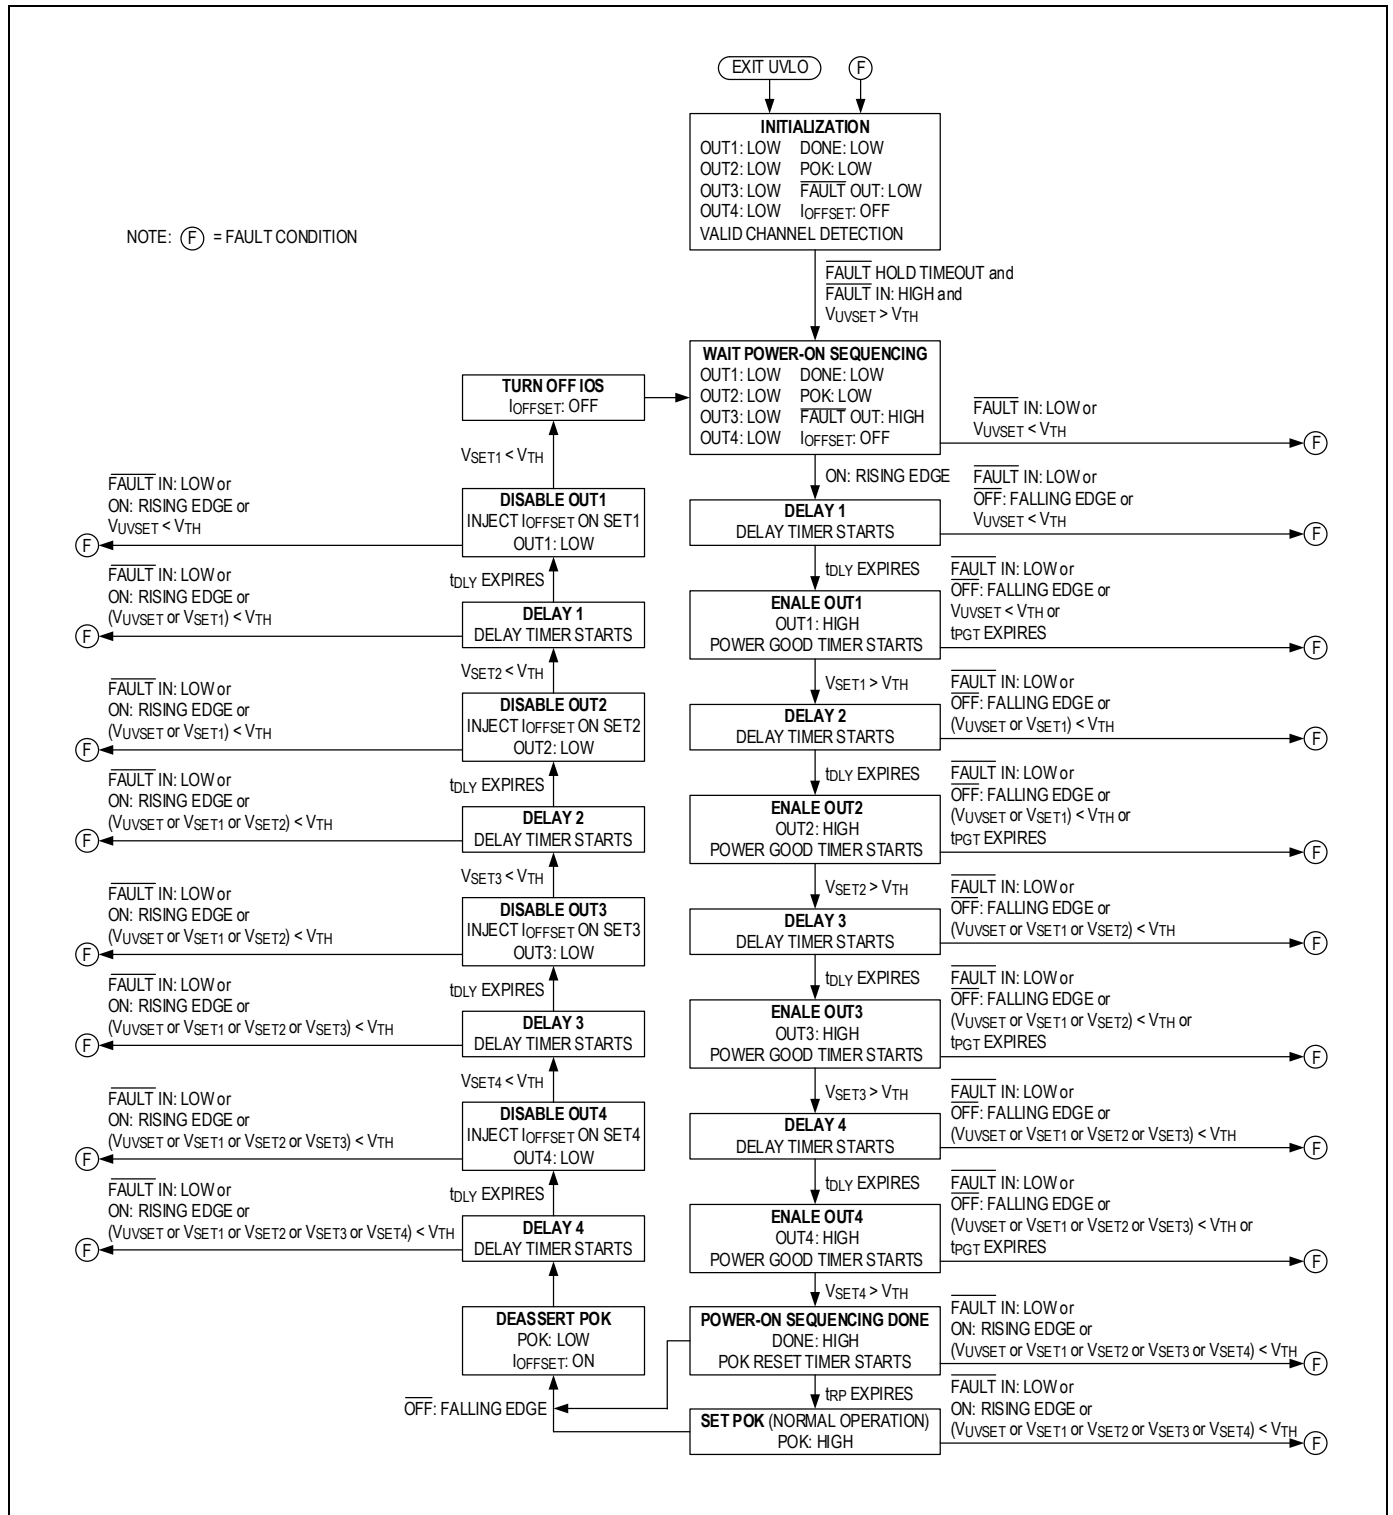 EXIT UVLO
F
INITIALIZATION
OUT1: LOW DONE: LOW
OUT2: LOW POK: LOW
OUT3: LOW FAULT OUT: LOW
OUT4: LOW IOFFSET: OFF
VALID CHANNEL DETECTION
NOTE: F = FAULT CONDITION
FAULT HOLD TIMEOUT and
FAULT IN: HIGH and
VUVSET > VTH
WAIT POWER-ON SEQUENCING
OUT1: LOW DONE: LOW
OUT2: LOW POK: LOW
OUT3: LOW FAULT OUT: HIGH
OUT4: LOW IOFFSET: OFF
FAULT IN: LOW or
VUVSET < VTH
F
ON: RISING EDGE
DELAY 1
DELAY TIMER STARTS
FAULT IN: LOW or
OFF: FALLING EDGE or
VUVSET < VTH
F
tDLY EXPIRES
ENALE OUT1
OUT1: HIGH
POWER GOOD TIMER STARTS
FAULT IN: LOW or
OFF: FALLING EDGE or
VUVSET < VTH or
tPGT EXPIRES
F
VSET1 > VTH
DELAY 2
DELAY TIMER STARTS
FAULT IN: LOW or
OFF: FALLING EDGE or
(VUVSET or VSET1) < VTH
F
tDLY EXPIRES
ENALE OUT2
OUT2: HIGH
POWER GOOD TIMER STARTS
FAULT IN: LOW or
OFF: FALLING EDGE or
(VUVSET or VSET1) < VTH or
tPGT EXPIRES
F
VSET2 > VTH
DELAY 3
DELAY TIMER STARTS
FAULT IN: LOW or
OFF: FALLING EDGE or
(VUVSET or VSET1 or VSET2) < VTH
F
tDLY EXPIRES
ENALE OUT3
OUT3: HIGH
POWER GOOD TIMER STARTS
FAULT IN: LOW or
OFF: FALLING EDGE or
(VUVSET or VSET1 or VSET2) < VTH or
tPGT EXPIRES
F
VSET3 > VTH
DELAY 4
DELAY TIMER STARTS
FAULT IN: LOW or
OFF: FALLING EDGE or
(VUVSET or VSET1 or VSET2 or VSET3) < VTH
F
tDLY EXPIRES
ENALE OUT4
OUT4: HIGH
POWER GOOD TIMER STARTS
FAULT IN: LOW or
OFF: FALLING EDGE or
(VUVSET or VSET1 or VSET2 or VSET3) < VTH or
tPGT EXPIRES
F
VSET4 > VTH
POWER-ON SEQUENCING DONE
DONE: HIGH
POK RESET TIMER STARTS
FAULT IN: LOW or
ON: RISING EDGE or
(VUVSET or VSET1 or VSET2 or VSET3 or VSET4) < VTH
F
tRP EXPIRES
SET POK (NORMAL OPERATION)
POK: HIGH
FAULT IN: LOW or
ON: RISING EDGE or
(VUVSET or VSET1 or VSET2 or VSET3 or VSET4) < VTH
F
OFF: FALLING EDGE
DEASSERT POK
POK: LOW
IOFFSET: ON
DELAY 4
DELAY TIMER STARTS
FAULT IN: LOW or
ON: RISING EDGE or
(VUVSET or VSET1 or VSET2 or VSET3 or VSET4) < VTH
F
tDLY EXPIRES
DISABLE OUT4
INJECT IOFFSET ON SET4
OUT4: LOW
FAULT IN: LOW or
ON: RISING EDGE or
(VUVSET or VSET1 or VSET2 or VSET3) < VTH
F
VSET4 < VTH
DELAY 3
DELAY TIMER STARTS
FAULT IN: LOW or
ON: RISING EDGE or
(VUVSET or VSET1 or VSET2 or VSET3) < VTH
F
tDLY EXPIRES
DISABLE OUT3
INJECT IOFFSET ON SET3
OUT3: LOW
FAULT IN: LOW or
ON: RISING EDGE or
(VUVSET or VSET1 or VSET2) < VTH
F
VSET3 < VTH
DELAY 2
DELAY TIMER STARTS
FAULT IN: LOW or
ON: RISING EDGE or
(VUVSET or VSET1 or VSET2) < VTH
F
tDLY EXPIRES
DISABLE OUT2
INJECT IOFFSET ON SET2
OUT2: LOW
FAULT IN: LOW or
ON: RISING EDGE or
(VUVSET or VSET1) < VTH
F
VSET2 < VTH
DELAY 1
DELAY TIMER STARTS
FAULT IN: LOW or
ON: RISING EDGE or
(VUVSET or VSET1) < VTH
F
tDLY EXPIRES
DISABLE OUT1
INJECT IOFFSET ON SET1
OUT1: LOW
FAULT IN: LOW or
ON: RISING EDGE or
VUVSET < VTH
F
VSET1 < VTH
TURN OFF IOS
IOFFSET: OFF